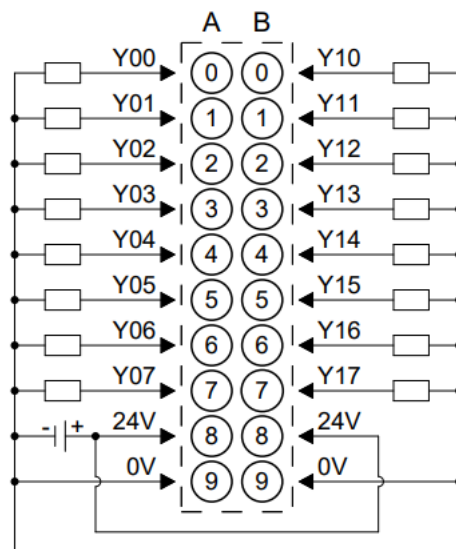 A B
Y00 0 0 Y10
Y01 1 1 Y11
Y02 2 2 Y12
Y03 3 3 Y13
Y04 4 4 Y14
Y05 5 5 Y15
Y06 6 6 Y16
Y07 7 7 Y17
- + 24V 8 8 24V
0V 9 9 0V